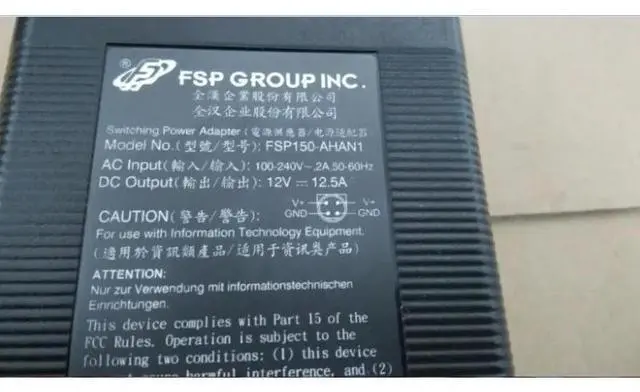 ® FSP GROUP INC.
全漢企業股份有限公司
全汉企业股份有限公司
Switching Power Adapter (電源供應器/电源适配器
Model No.(型號/型号): FSP150-AHAN1
AC Input(輸入/输入): 100-240V~,2A,50-60Hz
DC Output(輸出/输出): 12V⎓12.5A
V+ V+
CAUTION(警告/警告): GND GND
For use with Information Technology Equipment.
(適用於資訊類產品/适用于资讯类产品)
ATTENTION:
Nur zur Verwendung mit informationstechnischen
Einrichtungen.
This device complies with Part 15 of the
FCC Rules. Operation is subject to the
following two conditions: (1) this device
cause harmful interference, and (2)